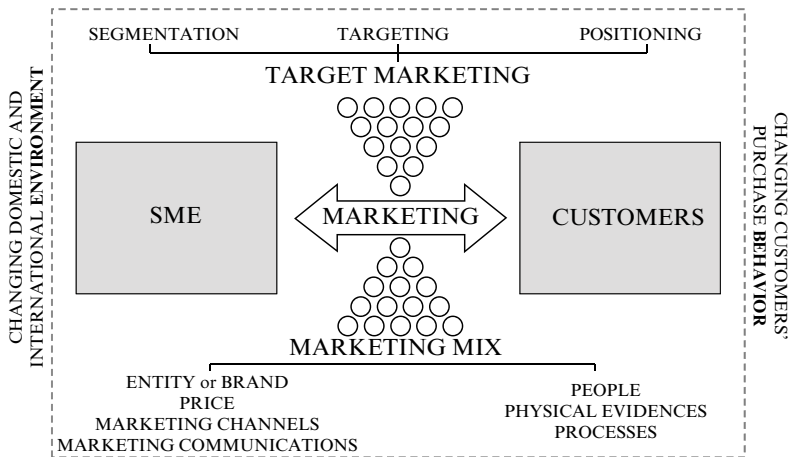 SEGMENTATION TARGETING POSITIONING
TARGET MARKETING
CHANGING DOMESTIC AND
INTERNATIONAL ENVIRONMENT
SME
MARKETING
CUSTOMERS
CHANGING CUSTOMERS'
PURCHASE BEHAVIOR
MARKETING MIX
ENTITY or BRAND
PRICE
MARKETING CHANNELS
MARKETING COMMUNICATIONS
PEOPLE
PHYSICAL EVIDENCES
PROCESSES